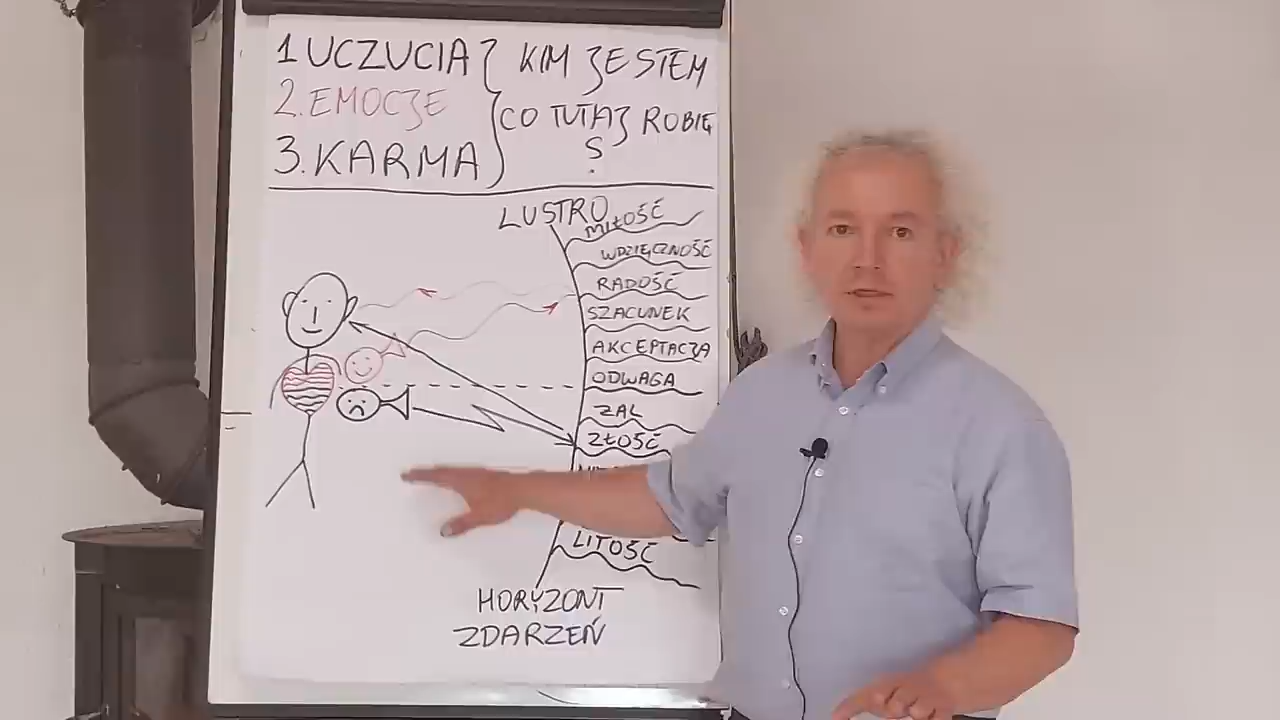 1 UCZUCIA } KIM JESTEM
2. EMOCJE
CO TUTAJ ROBIĘ
?
3. KARMA
LUSTRO
MIŁOŚĆ
WDZIĘCZNOŚĆ
RADOŚĆ
SZACUNEK
AKCEPTACJA
ODWAGA
ŻAL
ZŁOŚĆ
LITOŚĆ
HORYZONT
ZDARZEŃ